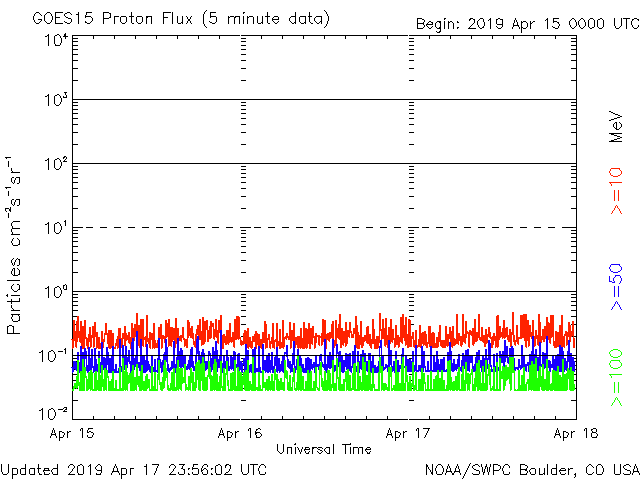 GOES15 Proton Flux (5 minute data)
Begin: 2019 Apr 15 0000 UTC
10⁴
10³
10²
10¹
10⁰
10⁻¹
10⁻²
Particles cm⁻²s⁻¹sr⁻¹
MeV
>=10
>=50
>=100
Apr 15
Apr 16
Apr 17
Apr 18
Universal Time
Updated 2019 Apr 17 23:56:02 UTC
NOAA/SWPC Boulder, CO USA